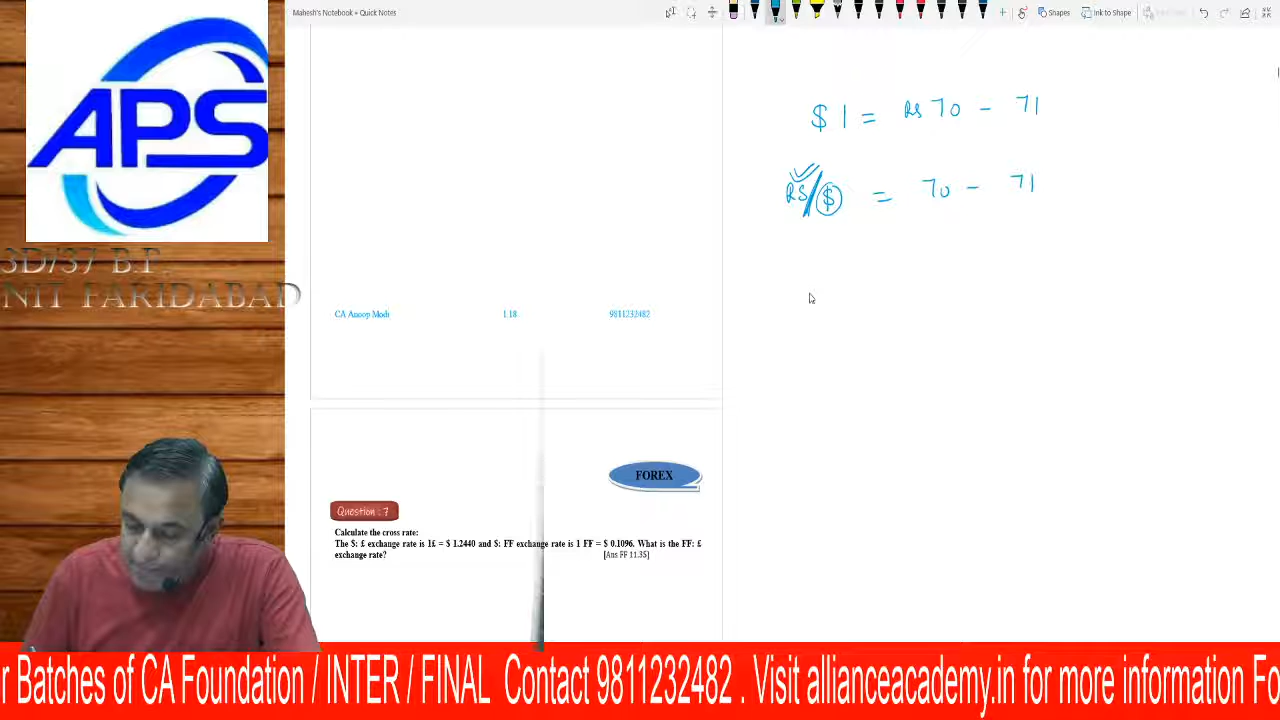 Mahesh's Notebook • Quick Notes
Shapes
Ink to Shape
APS
3D/37 B.P.
NIT FARIDABAD
$ 1 = Rs 70 - 71
Rs/$ = 70 - 71
CA Anoop Modi 1.18 9811232482
FOREX
Question : 7
Calculate the cross rate:
The $: £ exchange rate is 1£ = $ 1.2440 and $: FF exchange rate is 1 FF = $ 0.1096. What is the FF: £
exchange rate? [Ans FF 11.35]
r Batches of CA Foundation / INTER / FINAL Contact 9811232482 . Visit allianceacademy.in for more information Fo